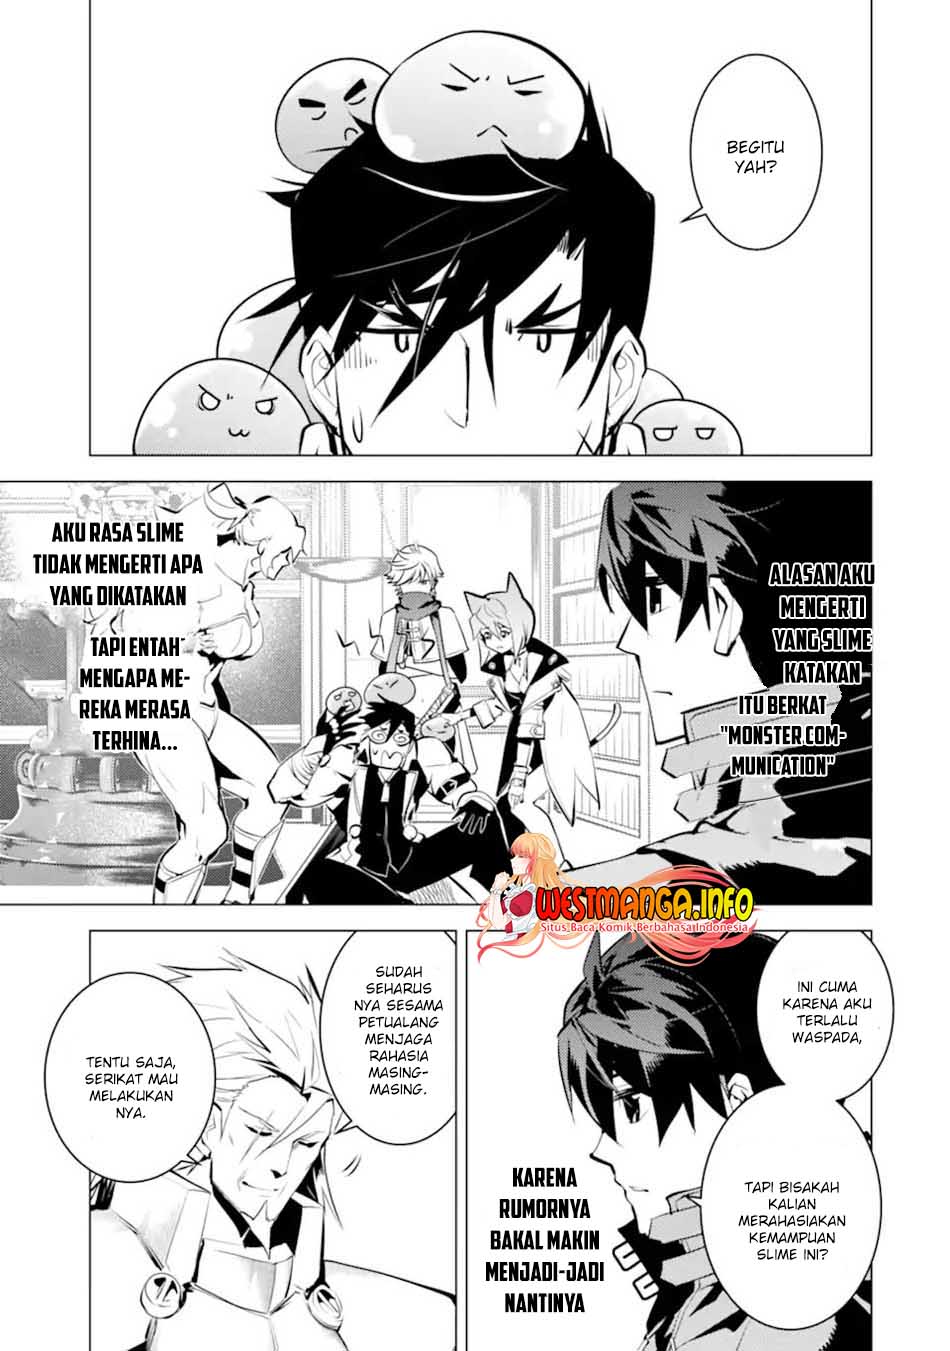 BEGITU
YAH?
ALASAN AKU
MENGERTI
YANG SLIME
KATAKAN
ITU BERKAT
"MONSTER COM-
MUNICATION"
AKU RASA SLIME
TIDAK MENGERTI APA
YANG DIKATAKAN
TAPI ENTAH
MENGAPA ME-
REKA MERASA
TERHINA...
WESTMANGA.INFO
Situs Baca Komik Berbahasa Indonesia
INI CUMA
KARENA AKU
TERLALU
WASPADA,
TAPI BISAKAH
KALIAN
MERAHASIAKAN
KEMAMPUAN
SLIME INI?
KARENA
RUMORNYA
BAKAL MAKIN
MENJADI-JADI
NANTINYA
SUDAH
SEHARUS
NYA SESAMA
PETUALANG
MENJAGA
RAHASIA
MASING-
MASING.
TENTU SAJA,
SERIKAT MAU
MELAKUKAN
NYA.